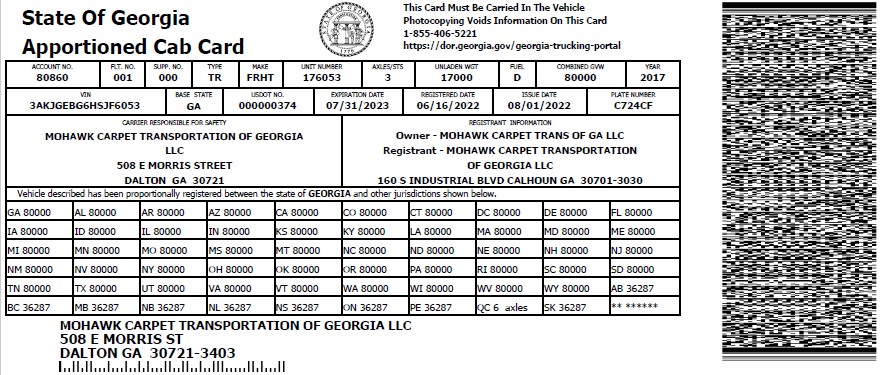 State Of Georgia
Apportioned Cab Card
This Card Must Be Carried In The Vehicle
Photocopying Voids Information On This Card
1-855-406-5221
https://dor.georgia.gov/georgia-trucking-portal
STATE OF GEORGIA
1776
ACCOUNT NO. FLT. NO. SUPP. NO. TYPE MAKE UNIT NUMBER AXLES/STS UNLADEN WGT FUEL COMBINED GVW YEAR
80860 001 000 TR FRHT 176053 3 17000 D 80000 2017
VIN BASE STATE USDOT NO. EXPIRATION DATE REGISTERED DATE ISSUE DATE PLATE NUMBER
3AKJGEBG6HSJF6053 GA 000000374 07/31/2023 06/16/2022 08/01/2022 C724CF
CARRIER RESPONSIBLE FOR SAFETY
MOHAWK CARPET TRANSPORTATION OF GEORGIA
LLC
508 E MORRIS STREET
DALTON GA 30721
REGISTRANT INFORMATION
Owner - MOHAWK CARPET TRANS OF GA LLC
Registrant - MOHAWK CARPET TRANSPORTATION
OF GEORGIA LLC
160 S INDUSTRIAL BLVD CALHOUN GA 30701-3030
Vehicle described has been proportionally registered between the state of GEORGIA and other jurisdictions shown below.
GA 80000 AL 80000 AR 80000 AZ 80000 CA 80000 CO 80000 CT 80000 DC 80000 DE 80000 FL 80000
IA 80000 ID 80000 IL 80000 IN 80000 KS 80000 KY 80000 LA 80000 MA 80000 MD 80000 ME 80000
MI 80000 MN 80000 MO 80000 MS 80000 MT 80000 NC 80000 ND 80000 NE 80000 NH 80000 NJ 80000
NM 80000 NV 80000 NY 80000 OH 80000 OK 80000 OR 80000 PA 80000 RI 80000 SC 80000 SD 80000
TN 80000 TX 80000 UT 80000 VA 80000 VT 80000 WA 80000 WI 80000 WV 80000 WY 80000 AB 36287
BC 36287 MB 36287 NB 36287 NL 36287 NS 36287 ON 36287 PE 36287 QC 6 axles SK 36287 ** ******
MOHAWK CARPET TRANSPORTATION OF GEORGIA LLC
508 E MORRIS ST
DALTON GA 30721-3403